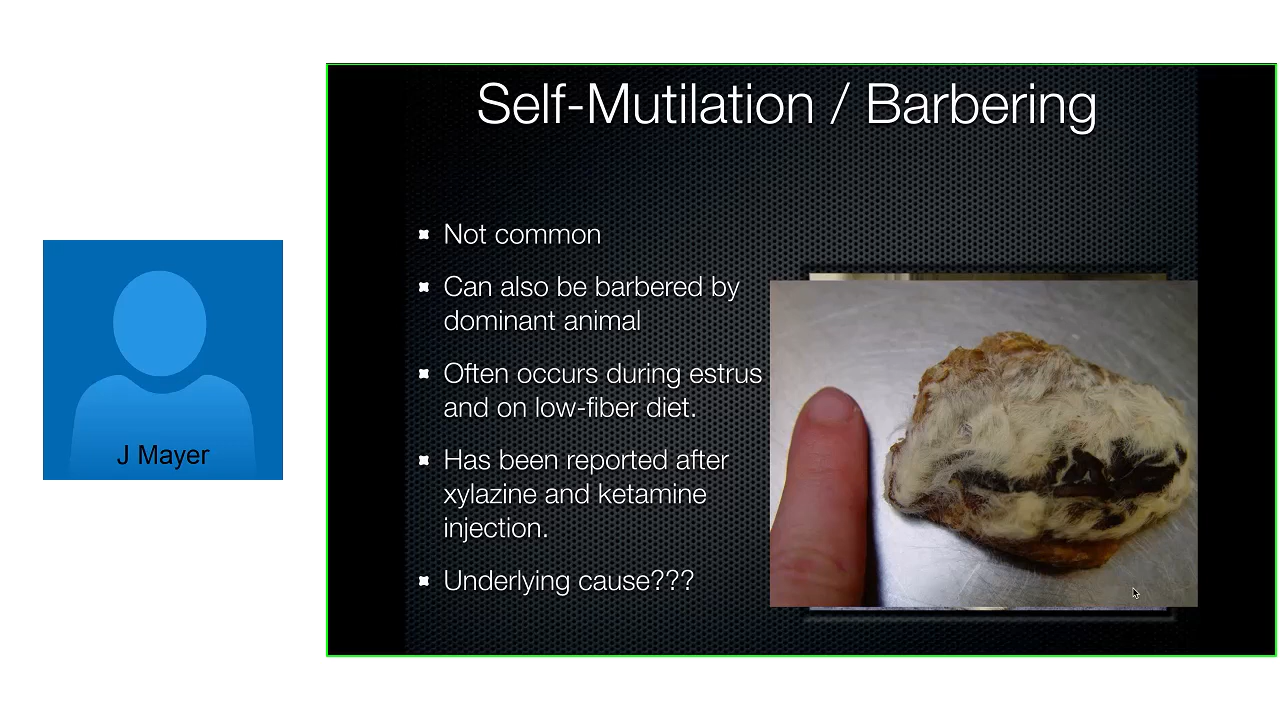 Self-Mutilation / Barbering
Not common
Can also be barbered by
dominant animal
Often occurs during estrus
and on low-fiber diet.
Has been reported after
xylazine and ketamine
injection.
Underlying cause???
J Mayer